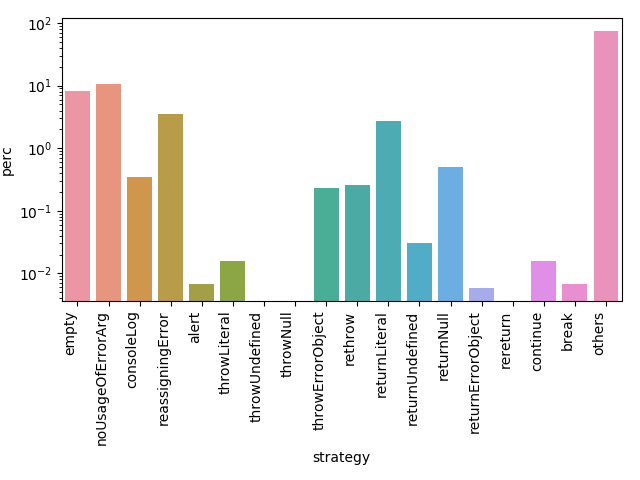 10²
10¹
10⁰
10⁻¹
10⁻²
perc
empty
noUsageOfErrorArg
consoleLog
reassigningError
alert
throwLiteral
throwUndefined
throwNull
throwErrorObject
rethrow
returnLiteral
returnUndefined
returnNull
returnErrorObject
rereturn
continue
break
others
strategy